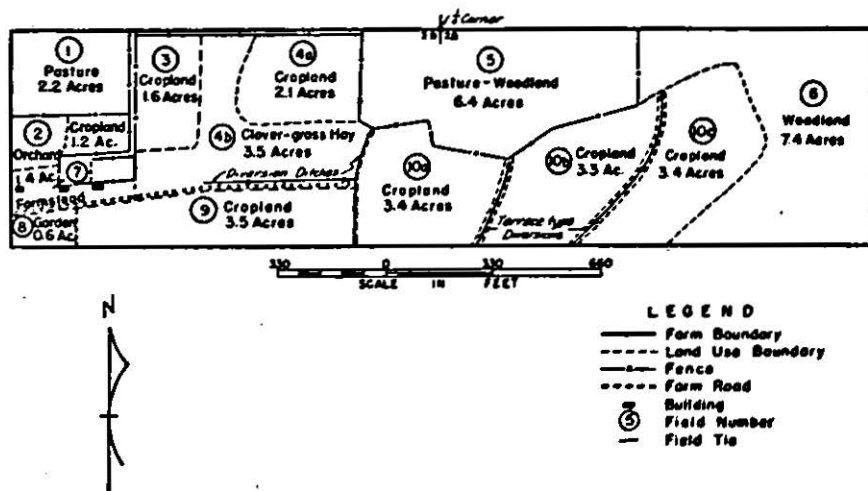 ¼ Corner
35 26
1
Pasture
2.2 Acres
3
Cropland
1.6 Acres
4a
Cropland
2.1 Acres
5
Pasture-Woodland
6.4 Acres
6
Woodland
7.4 Acres
2
Orchard
1.4 Ac.
Cropland
1.2 Ac.
7
Farmstead
8
Garden
0.6 Ac.
4b
Clover-grass Hay
3.5 Acres
Diversion Ditches
9
Cropland
3.5 Acres
10a
Cropland
3.4 Acres
10b
Cropland
3.3 Ac.
Terrace type
Diversions
10c
Cropland
3.4 Acres
330 0 330 660
SCALE IN FEET
N
LEGEND
Farm Boundary
Land Use Boundary
Fence
Farm Road
Building
5 Field Number
Field Tie